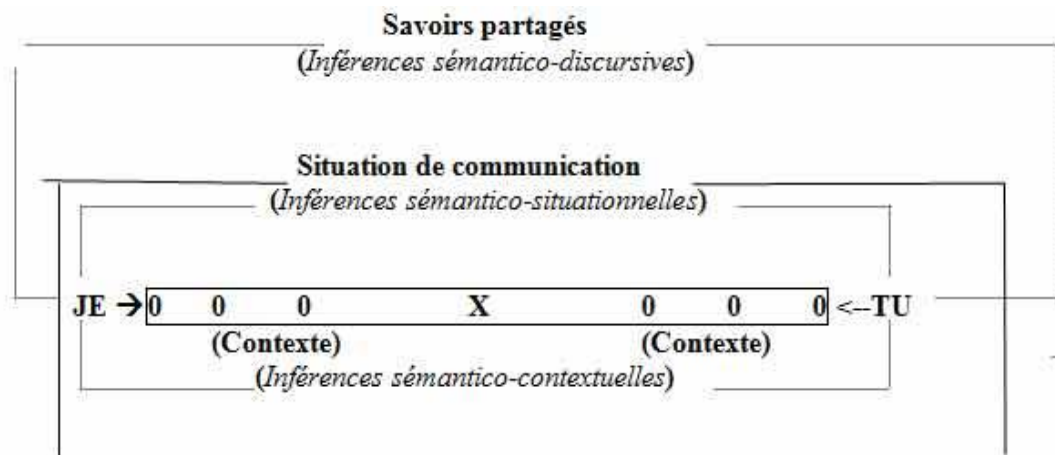 Savoirs partagés
(Inférences sémantico-discursives)
Situation de communication
(Inférences sémantico-situationnelles)
JE → 0 0 0 X 0 0 0 <--TU
(Contexte) (Contexte)
(Inférences sémantico-contextuelles)